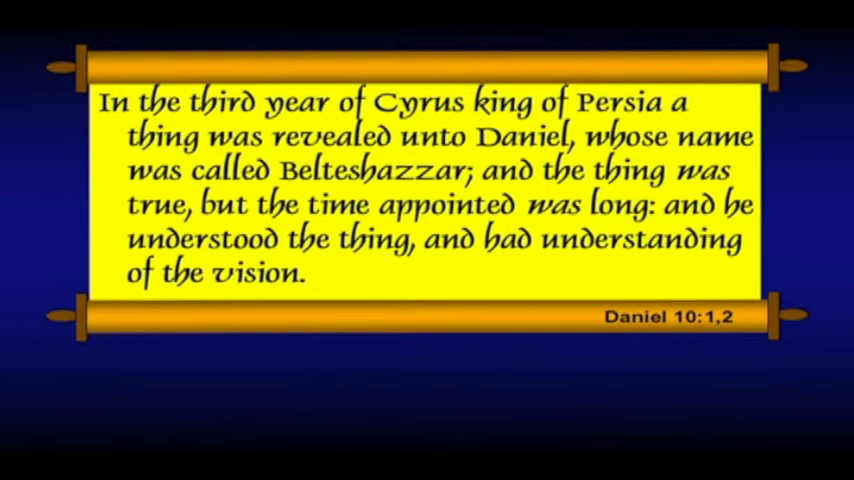 In the third year of Cyrus king of Persia a
thing was revealed unto Daniel, whose name
was called Belteshazzar; and the thing was
true, but the time appointed was long: and he
understood the thing, and had understanding
of the vision.
Daniel 10:1,2